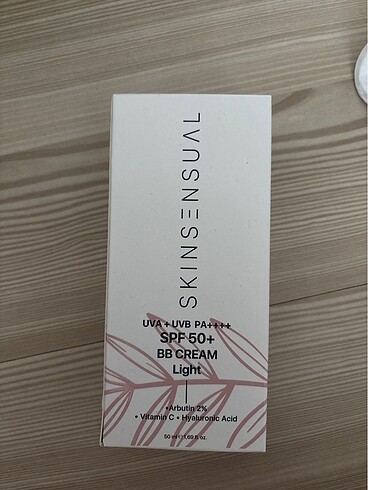 SKINSENSUAL
UVA + UVB PA++++
SPF 50+
BB CREAM
Light
•Arbutin 2%
• Vitamin C • Hyaluronic Acid
50 ml ℮ 1,69 fl. oz.